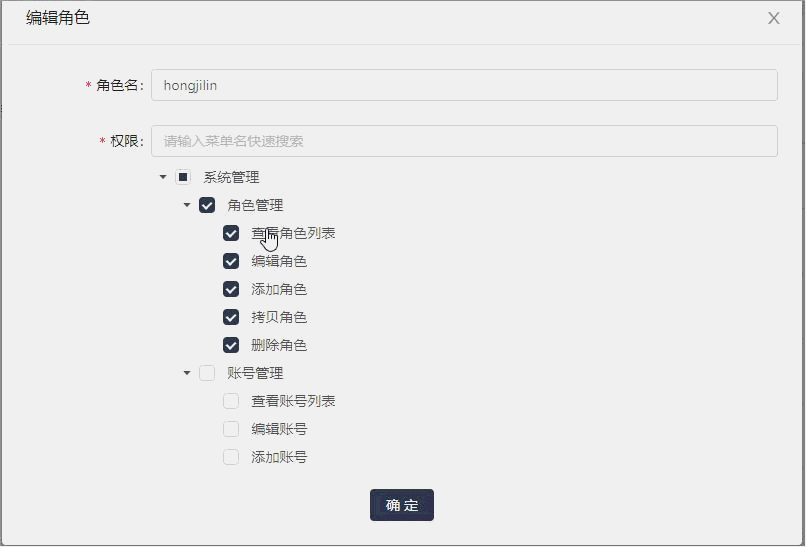 编辑角色
X
* 角色名: hongjilin
* 权限: 请输入菜单名快速搜索
系统管理
角色管理
查看角色列表
编辑角色
添加角色
拷贝角色
删除角色
账号管理
查看账号列表
编辑账号
添加账号
确 定